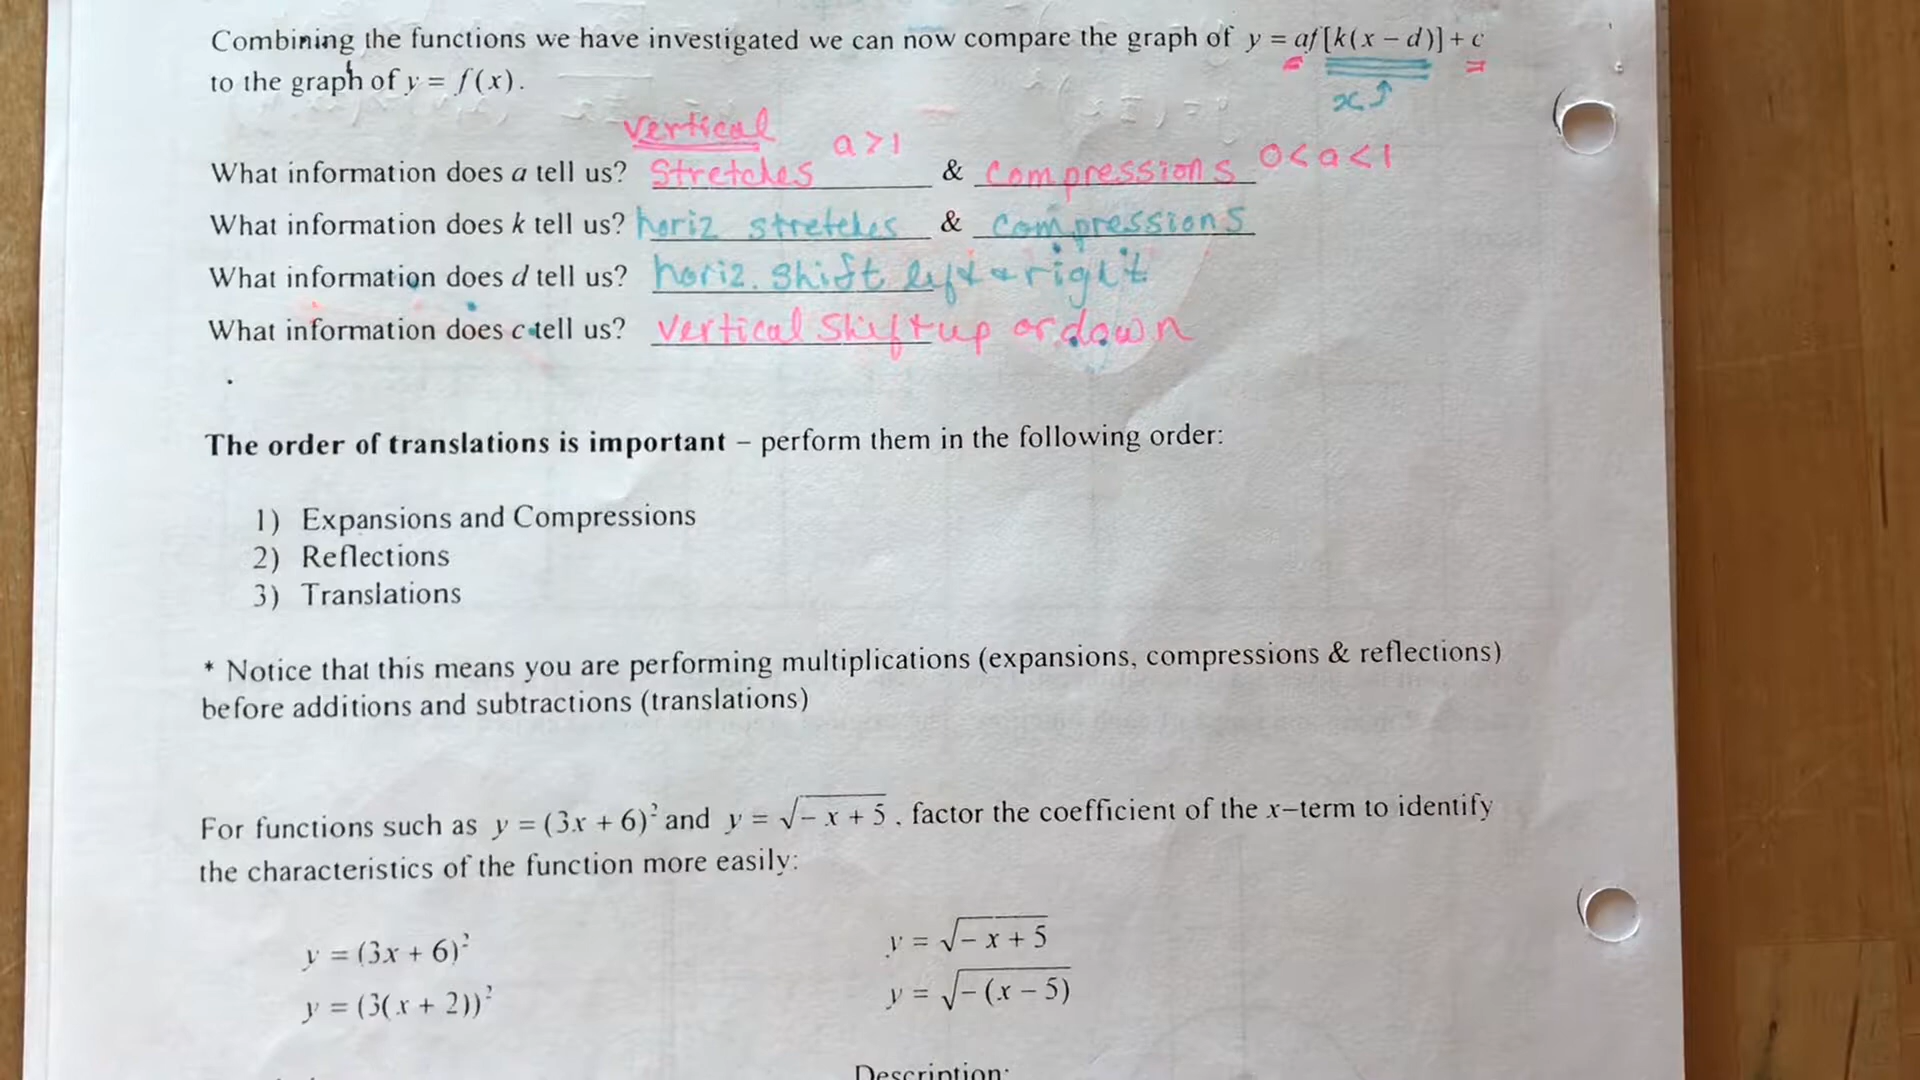 Combining the functions we have investigated we can now compare the graph of y = af[k(x − d)] + c
x
to the graph of y = f(x).
vertical
What information does a tell us? Stretches a > 1 & Compressions 0 < a < 1
What information does k tell us? horiz stretches & compressions
What information does d tell us? horiz. shift left & right
What information does c tell us? vertical shift up or down
The order of translations is important – perform them in the following order:
1) Expansions and Compressions
2) Reflections
3) Translations
* Notice that this means you are performing multiplications (expansions, compressions & reflections)
before additions and subtractions (translations)
For functions such as y = (3x + 6)² and y = √(− x + 5) , factor the coefficient of the x–term to identify
the characteristics of the function more easily:
y = (3x + 6)² y = √(− x + 5)
y = (3(x + 2))² y = √(− (x − 5))
Description: